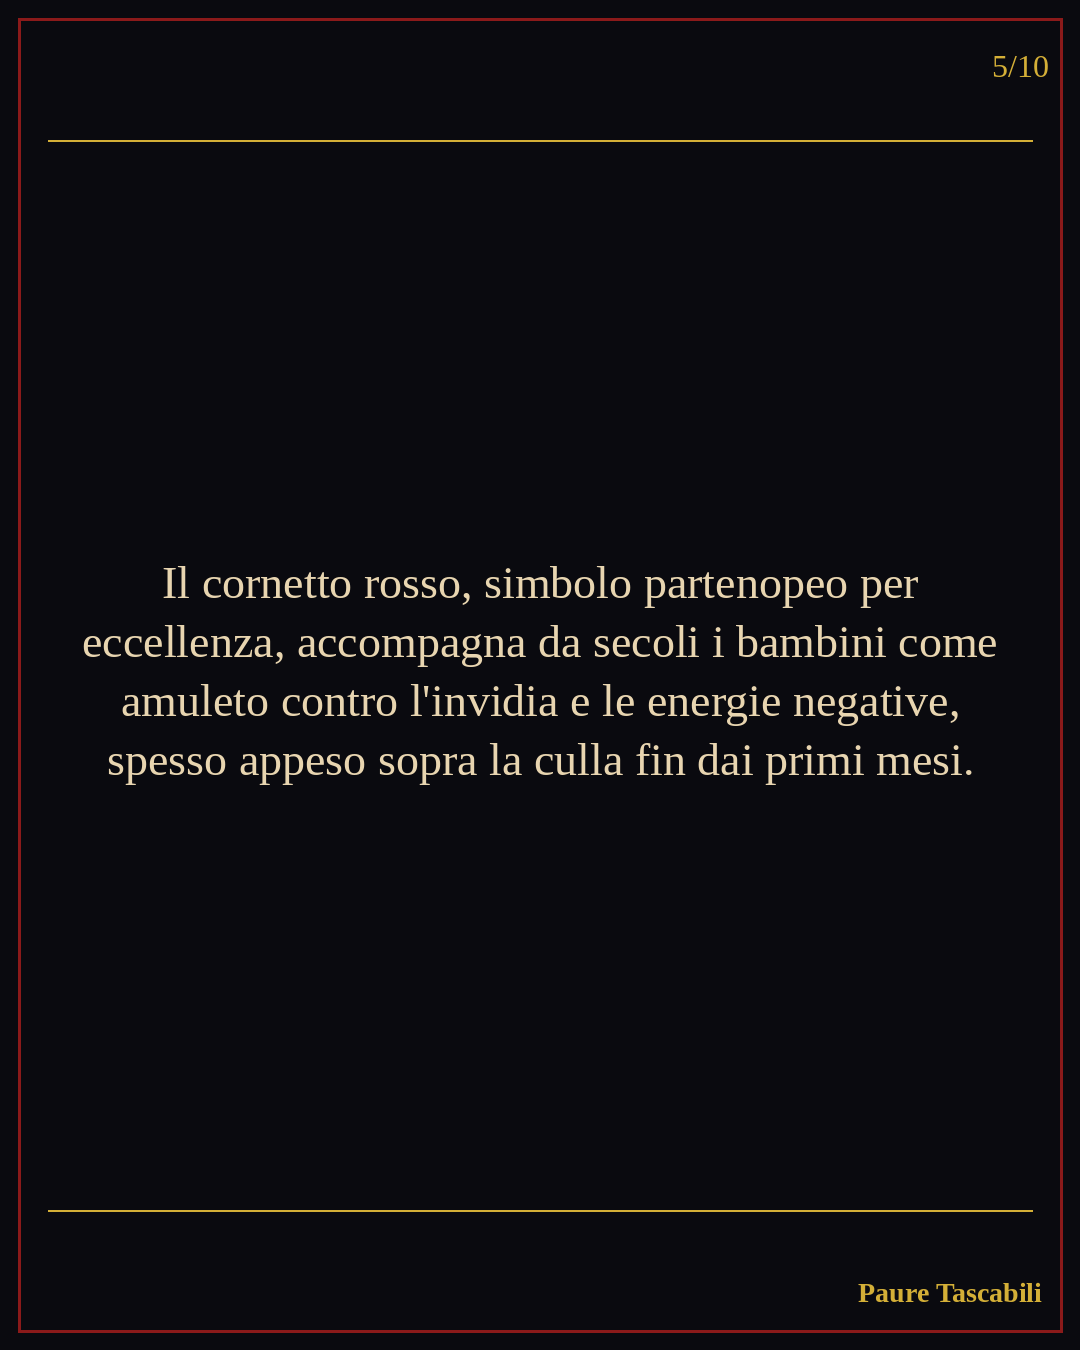 5/10
Il cornetto rosso, simbolo partenopeo per
eccellenza, accompagna da secoli i bambini come
amuleto contro l'invidia e le energie negative,
spesso appeso sopra la culla fin dai primi mesi.
Paure Tascabili